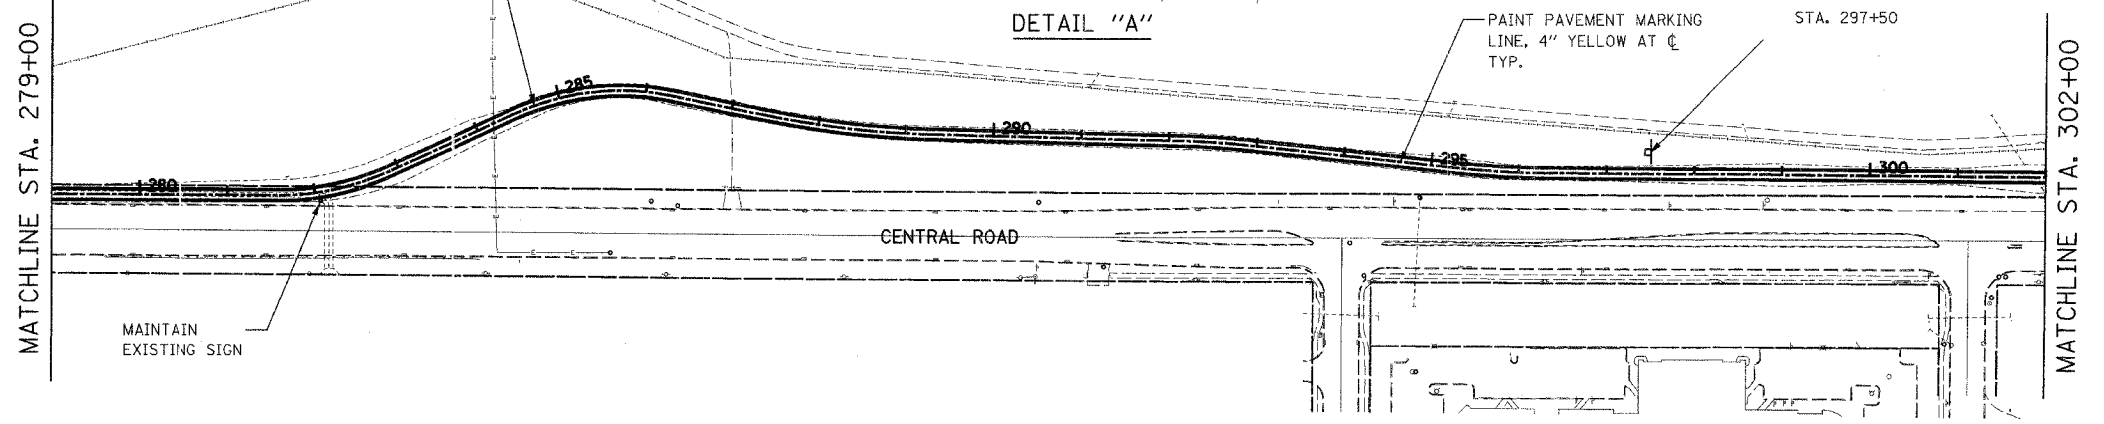 MATCHLINE STA. 279+00
DETAIL "A"
PAINT PAVEMENT MARKING
LINE, 4" YELLOW AT ℄
TYP.
STA. 297+50
MATCHLINE STA. 302+00
280
285
290
295
300
CENTRAL ROAD
MAINTAIN
EXISTING SIGN